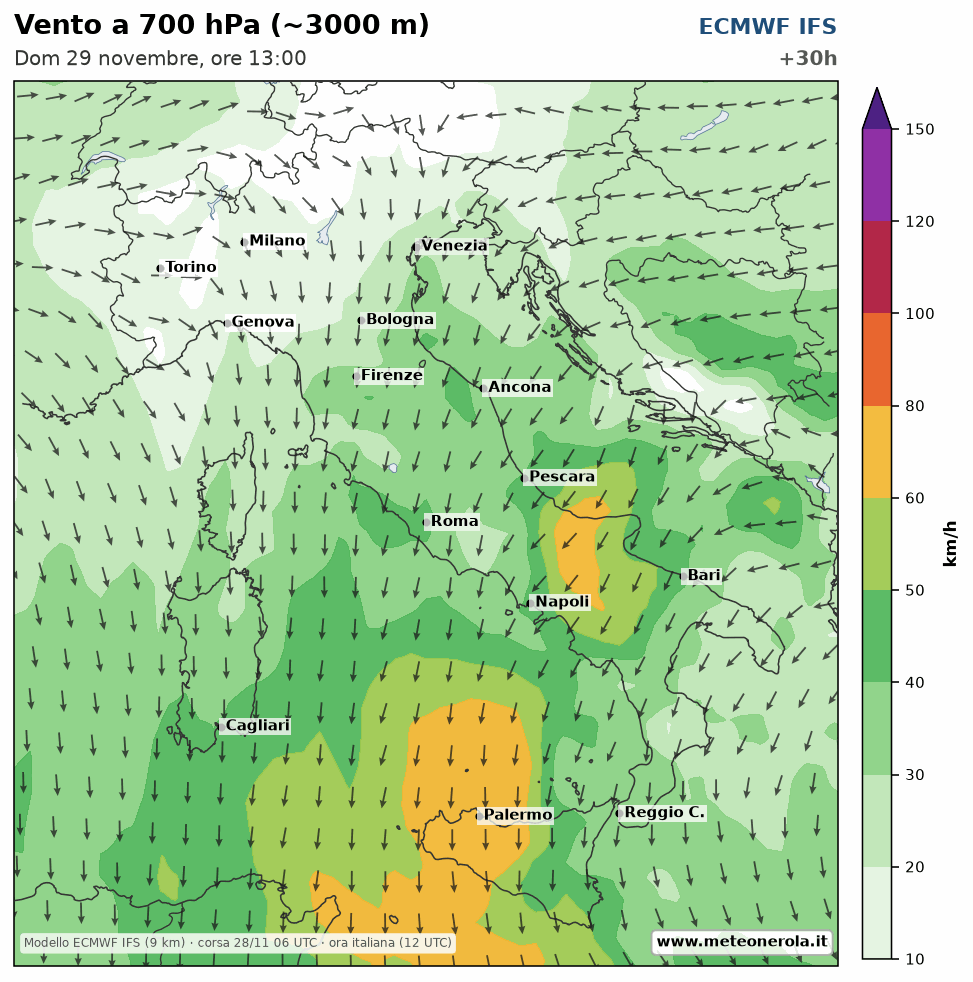 Vento a 700 hPa (~3000 m)
ECMWF IFS
Dom 29 novembre, ore 13:00
+30h
Milano
Venezia
Torino
Genova
Bologna
Firenze
Ancona
Pescara
Roma
Bari
Napoli
Cagliari
Palermo
Reggio C.
150
120
100
80
60
50
40
30
20
10
km/h
Modello ECMWF IFS (9 km) · corsa 28/11 06 UTC · ora italiana (12 UTC)
www.meteonerola.it